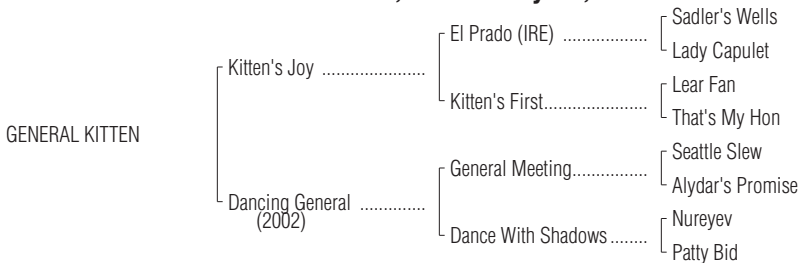 Sadler's Wells
El Prado (IRE) ..................
Lady Capulet
Kitten's Joy ......................
Lear Fan
Kitten's First......................
That's My Hon
GENERAL KITTEN
Seattle Slew
General Meeting................
Alydar's Promise
Dancing General ..............
(2002)
Nureyev
Dance With Shadows ........
Patty Bid